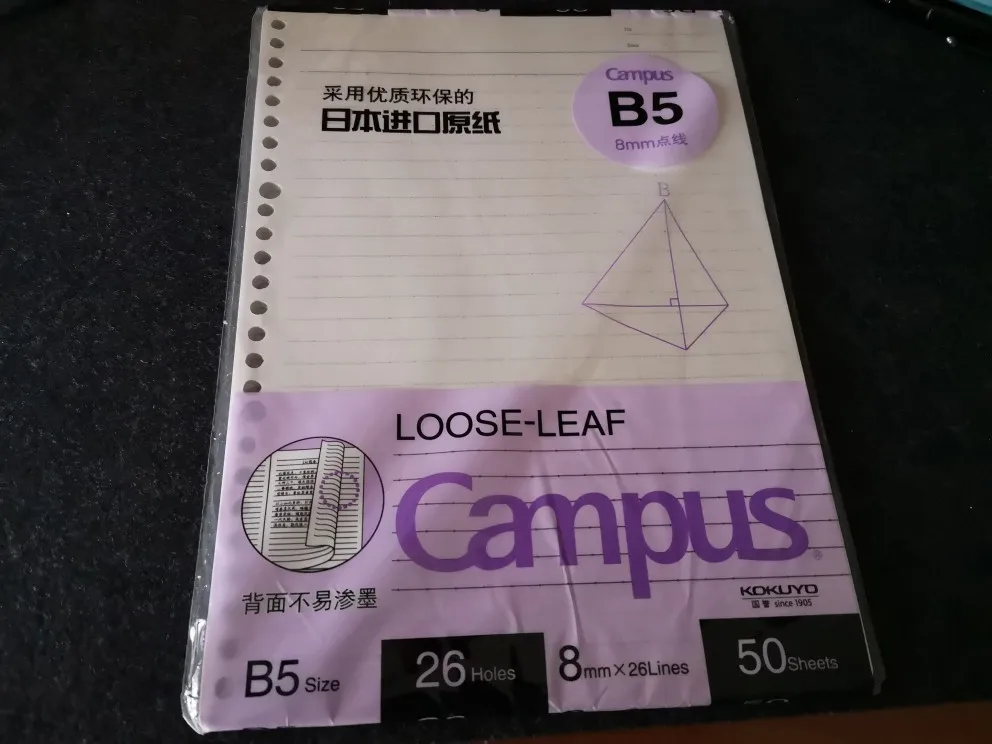 采用优质环保的
日本进口原纸
Campus
B5
8mm点线
B
LOOSE-LEAF
Campus®
背面不易渗墨
KOKUYO
国誉 since 1905
B5 Size
26 Holes
8mm×26Lines
50 Sheets